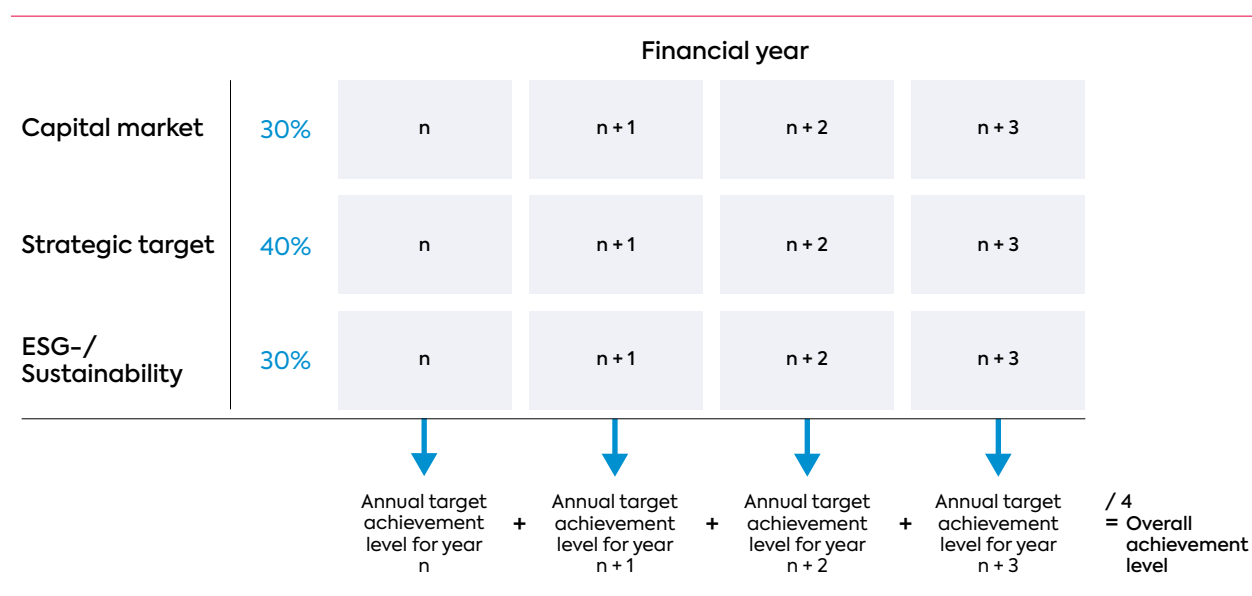 Financial year
Capital market 30% n n + 1 n + 2 n + 3
Strategic target 40% n n + 1 n + 2 n + 3
ESG-/
Sustainability 30% n n + 1 n + 2 n + 3
Annual target Annual target Annual target Annual target / 4
achievement + achievement + achievement + achievement = Overall
level for year level for year level for year level for year achievement
n n + 1 n + 2 n + 3 level